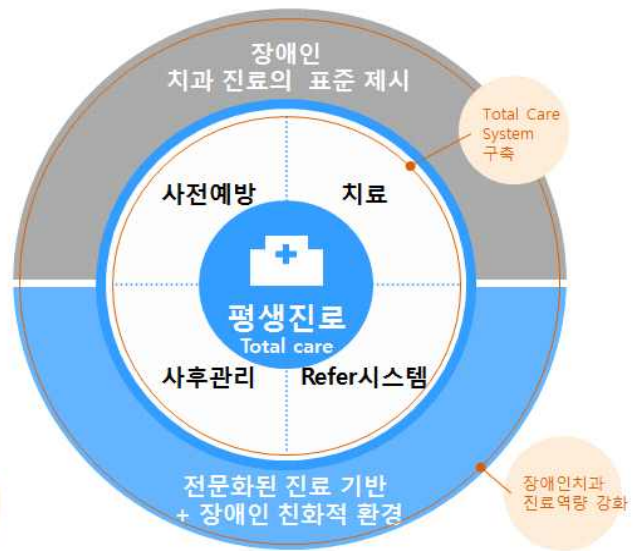 장애인
치과 진료의 표준 제시
Total Care
System
구축
사전예방
치료
평생진로
Total care
사후관리
Refer시스템
전문화된 진료 기반
+ 장애인 친화적 환경
장애인치과
진료역량 강화